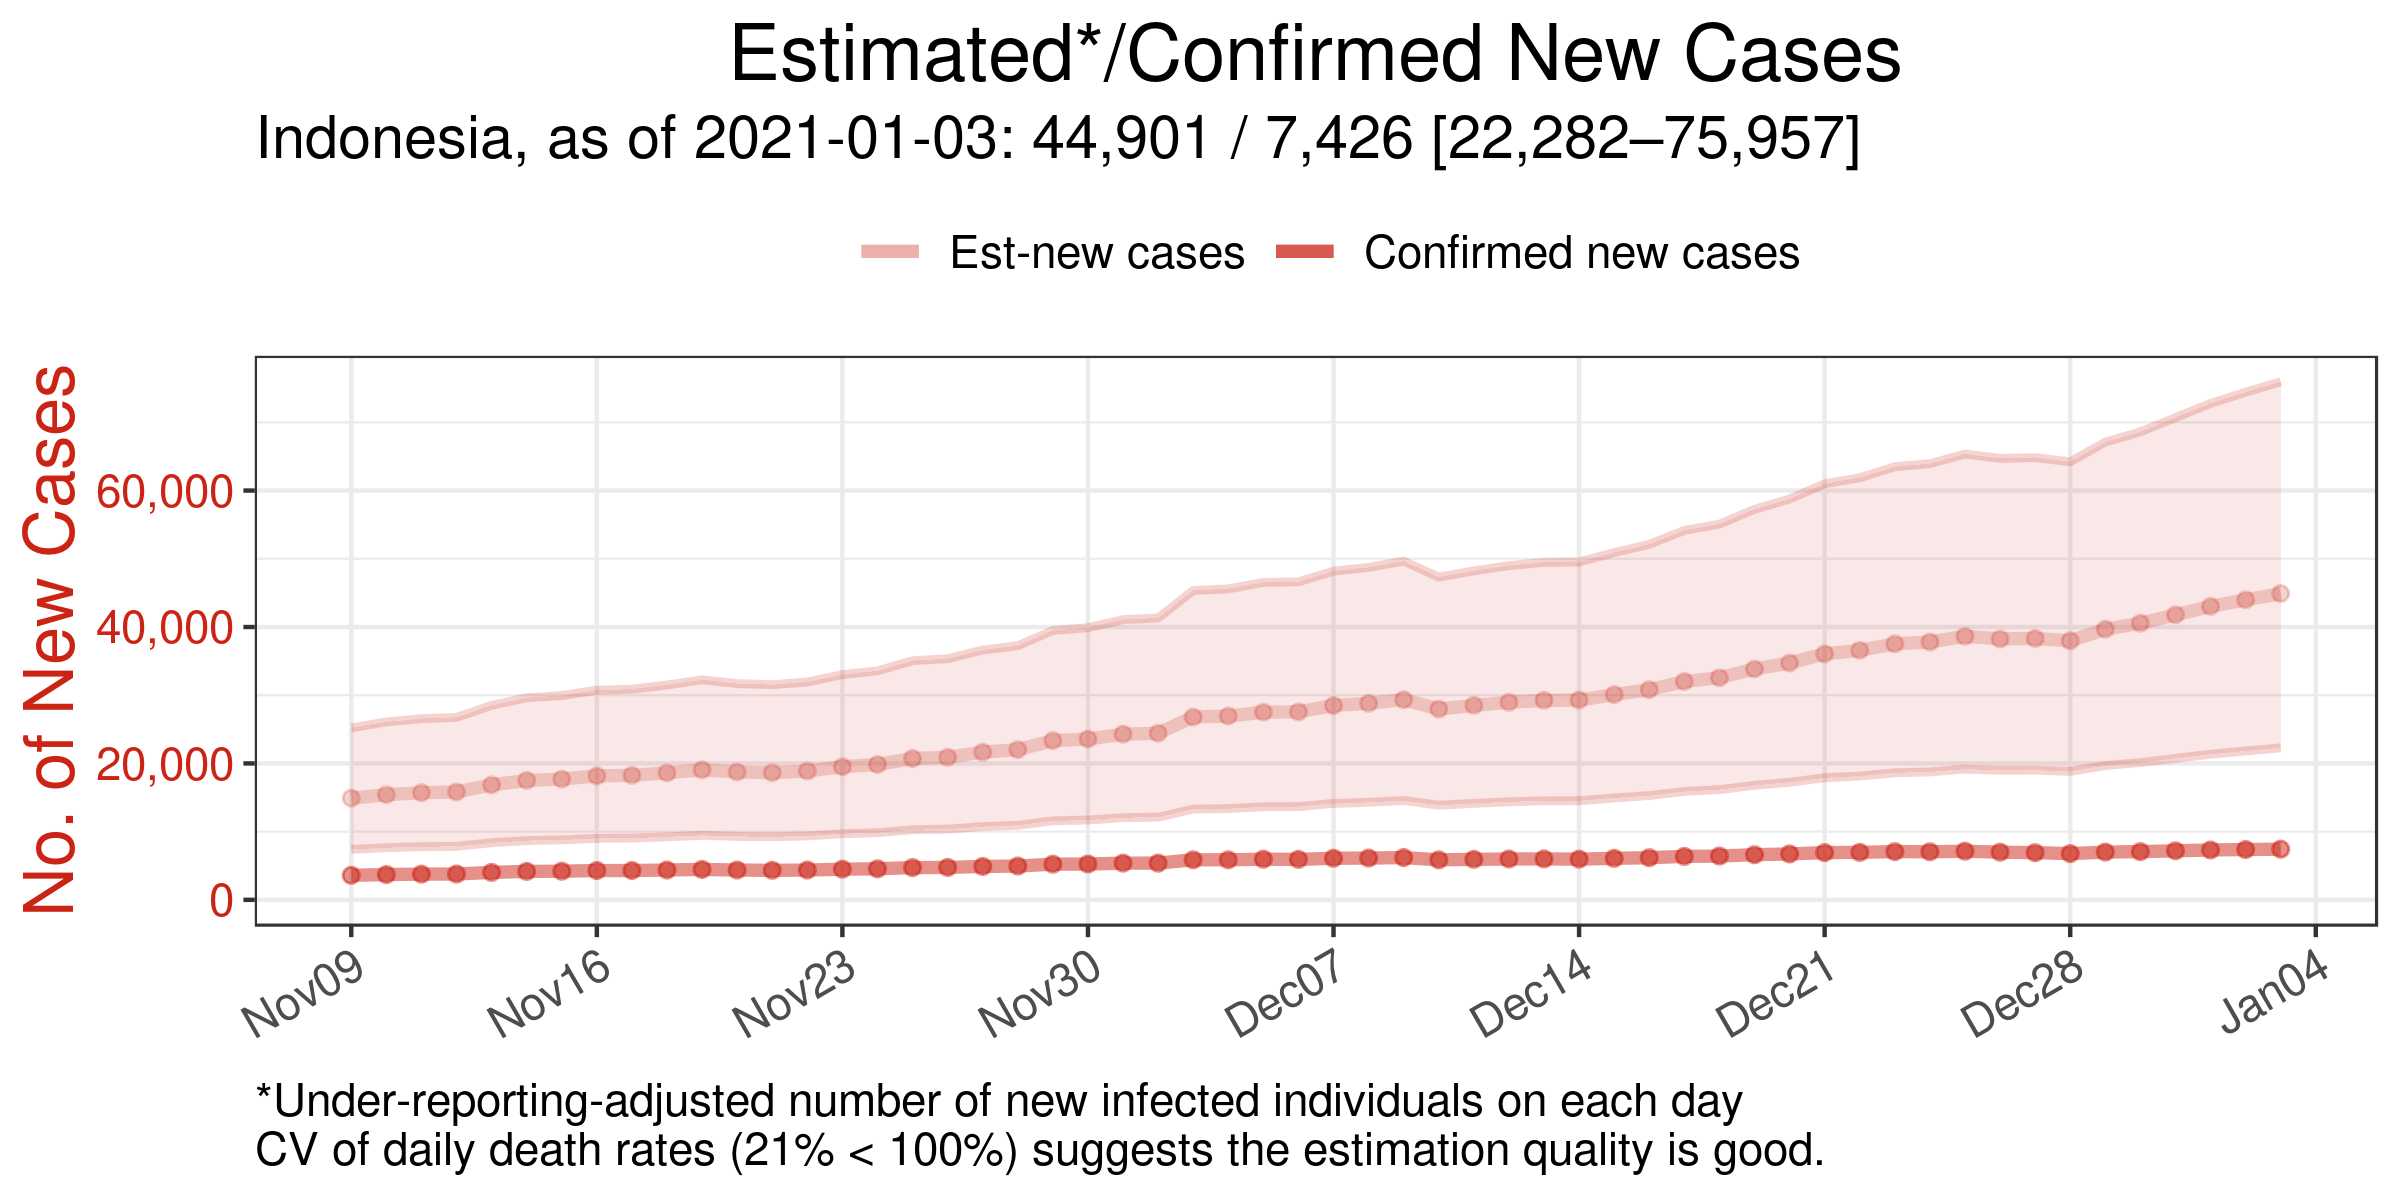 Estimated*/Confirmed New Cases
Indonesia, as of 2021-01-03: 44,901 / 7,426 [22,282–75,957]
Est-new cases
Confirmed new cases
No. of New Cases
60,000
40,000
20,000
0
Nov09
Nov16
Nov23
Nov30
Dec07
Dec14
Dec21
Dec28
Jan04
*Under-reporting-adjusted number of new infected individuals on each day
CV of daily death rates (21% < 100%) suggests the estimation quality is good.